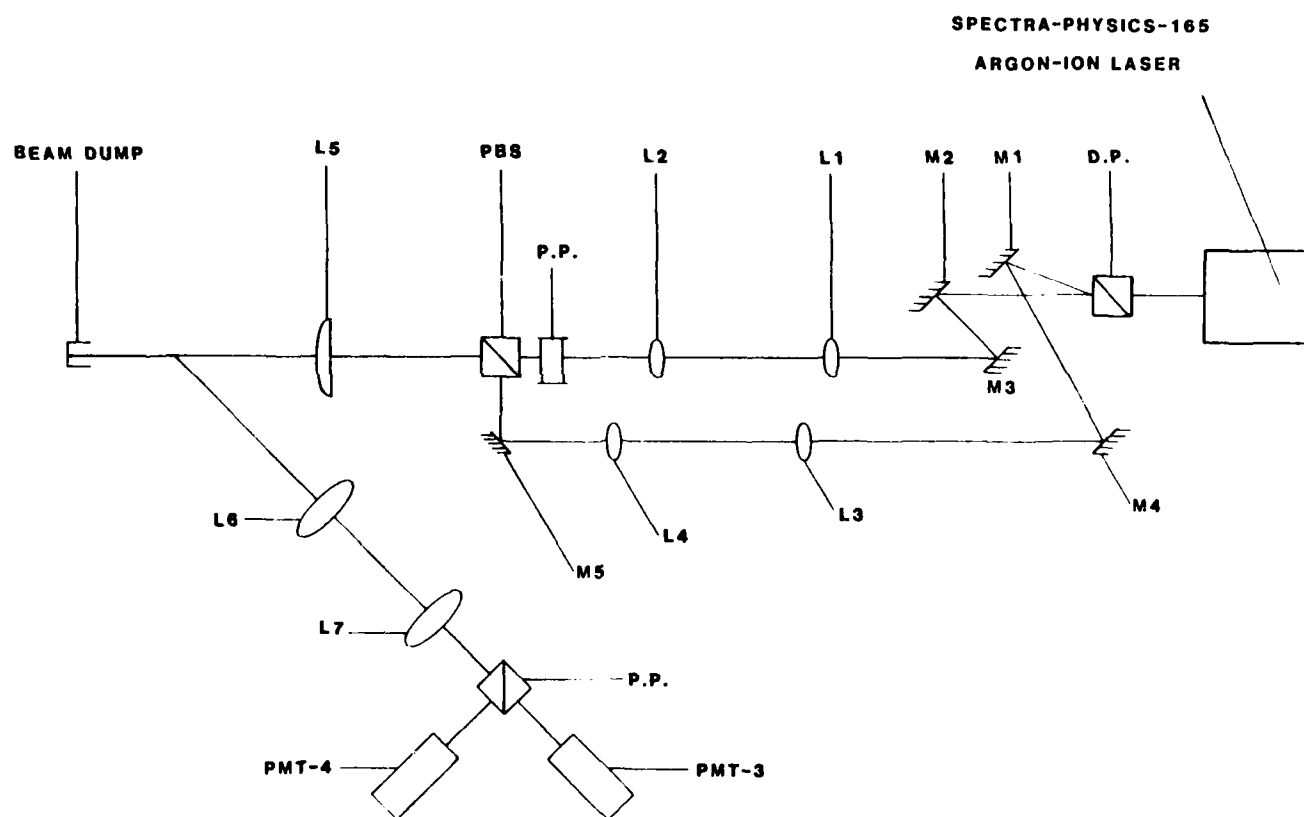 SPECTRA-PHYSICS-165
ARGON-ION LASER
BEAM DUMP
L5
PBS
L2
L1
M2
M1
D.P.
P.P.
M3
L6
L4
L3
M4
M5
L7
P.P.
PMT-4
PMT-3